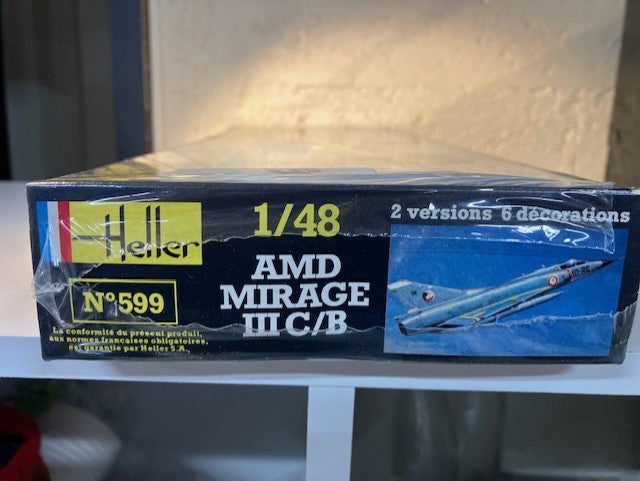 Heller
Nº599
La conformité du présent produit,
aux normes françaises obligatoires,
est garantie par Heller S.A.
1/48
AMD
MIRAGE
III C/B
2 versions 6 décorations